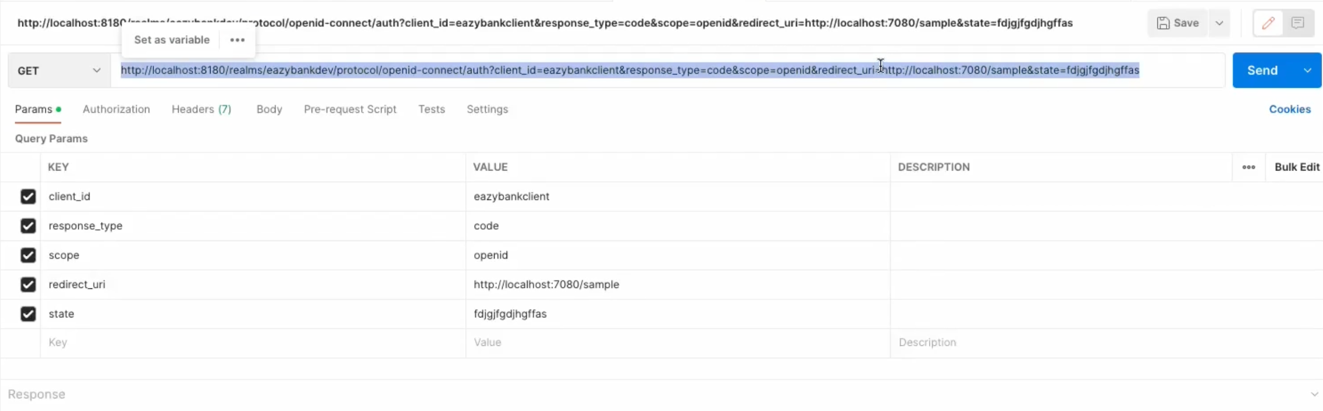 http://localhost:8180/realms/eazybankdev/protocol/openid-connect/auth?client_id=eazybankclient&response_type=code&scope=openid&redirect_uri=http://localhost:7080/sample&state=fdjgjfgdjhgffas
Save
Set as variable •••
GET
http://localhost:8180/realms/eazybankdev/protocol/openid-connect/auth?client_id=eazybankclient&response_type=code&scope=openid&redirect_uri=http://localhost:7080/sample&state=fdjgjfgdjhgffas
Send
Params Authorization Headers (7) Body Pre-request Script Tests Settings Cookies
Query Params
KEY VALUE DESCRIPTION ••• Bulk Edit
client_id eazybankclient
response_type code
scope openid
redirect_uri http://localhost:7080/sample
state fdjgjfgdjhgffas
Key Value Description
Response